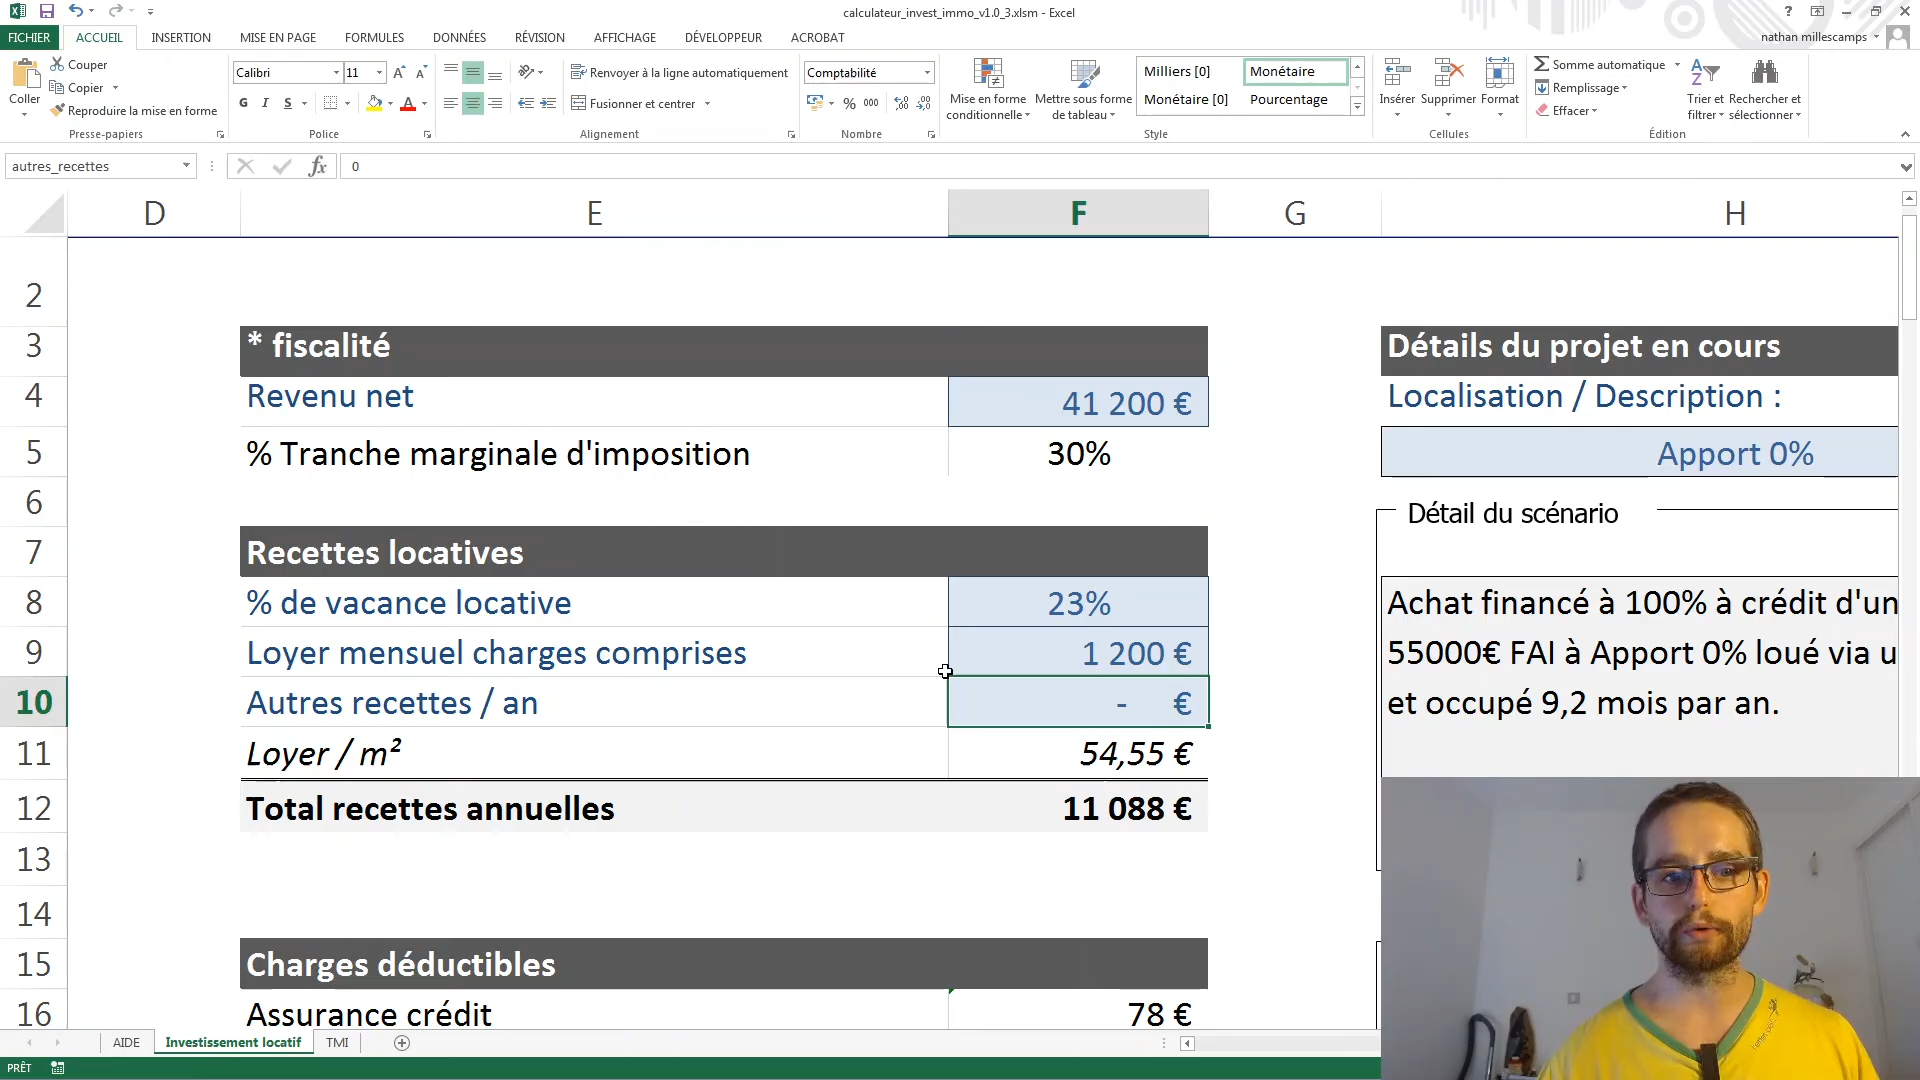 calculateur_invest_immo_v1.0_3.xlsm - Excel
FICHIER ACCUEIL INSERTION MISE EN PAGE FORMULES DONNÉES RÉVISION AFFICHAGE DÉVELOPPEUR ACROBAT nathan millescamps
Coller
Couper
Copier
Reproduire la mise en forme
Presse-papiers
Calibri 11
G I S
Police
Renvoyer à la ligne automatiquement
Fusionner et centrer
Alignement
Comptabilité
% 000
Nombre
Mise en forme conditionnelle
Mettre sous forme de tableau
Milliers [0] Monétaire
Monétaire [0] Pourcentage
Style
Insérer Supprimer Format
Cellules
Somme automatique
Remplissage
Effacer
Trier et filtrer
Rechercher et sélectionner
Édition
autres_recettes fx 0
D E F G H
2
3 * fiscalité Détails du projet en cours
4 Revenu net 41 200 € Localisation / Description :
5 % Tranche marginale d'imposition 30% Apport 0%
6 Détail du scénario
7 Recettes locatives
8 % de vacance locative 23% Achat financé à 100% à crédit d'un
9 Loyer mensuel charges comprises 1 200 € 55000€ FAI à Apport 0% loué via u
10 Autres recettes / an - € et occupé 9,2 mois par an.
11 Loyer / m² 54,55 €
12 Total recettes annuelles 11 088 €
13
14
15 Charges déductibles
16 Assurance crédit 78 €
AIDE Investissement locatif TMI
PRÊT